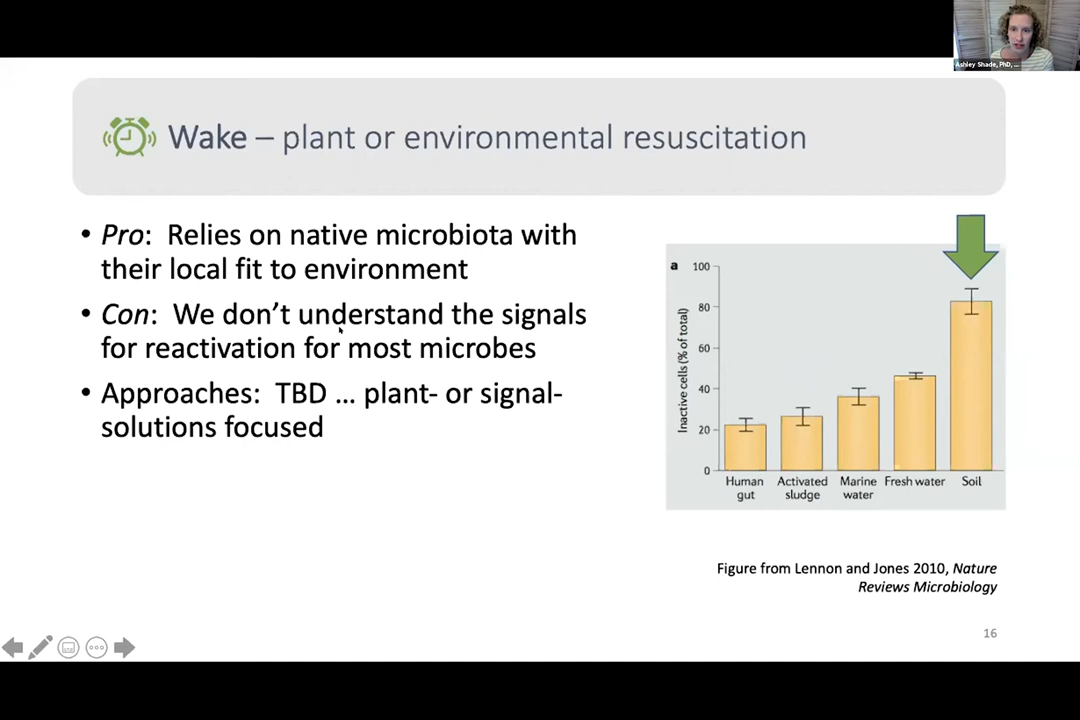 Ashley Shade, PhD, ...
Wake – plant or environmental resuscitation
• Pro: Relies on native microbiota with
their local fit to environment
• Con: We don't understand the signals
for reactivation for most microbes
• Approaches: TBD ... plant- or signal-
solutions focused
a
Inactive cells (% of total)
100
80
60
40
20
0
Human
gut
Activated
sludge
Marine
water
Fresh water
Soil
Figure from Lennon and Jones 2010, Nature
Reviews Microbiology
16